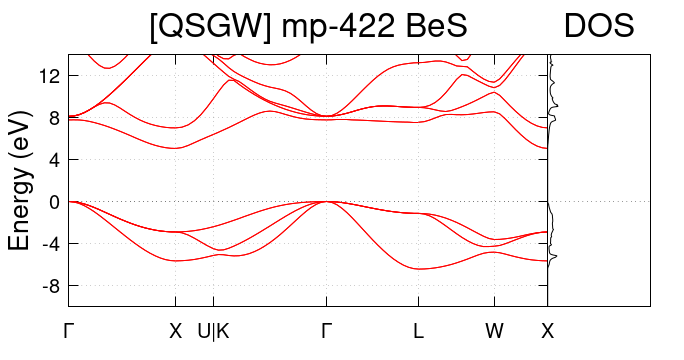 [QSGW] mp-422 BeS
DOS
Energy (eV)
12
8
4
0
-4
-8
Γ X U|K Γ L W X